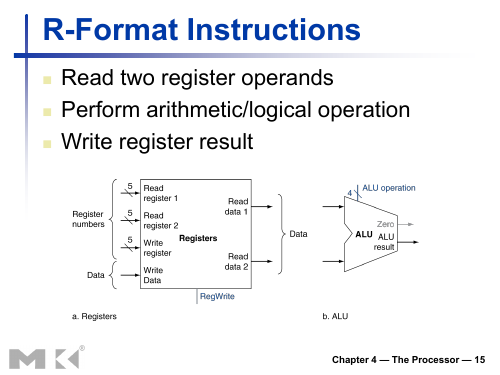 R-Format Instructions
Read two register operands
Perform arithmetic/logical operation
Write register result
Register
numbers
Data
5
5
5
Read
register 1
Read
register 2
Write
register
Write
Data
Registers
Read
data 1
Read
data 2
RegWrite
Data
a. Registers
4
ALU operation
Zero
ALU
ALU
result
b. ALU
MK®
Chapter 4 — The Processor — 15